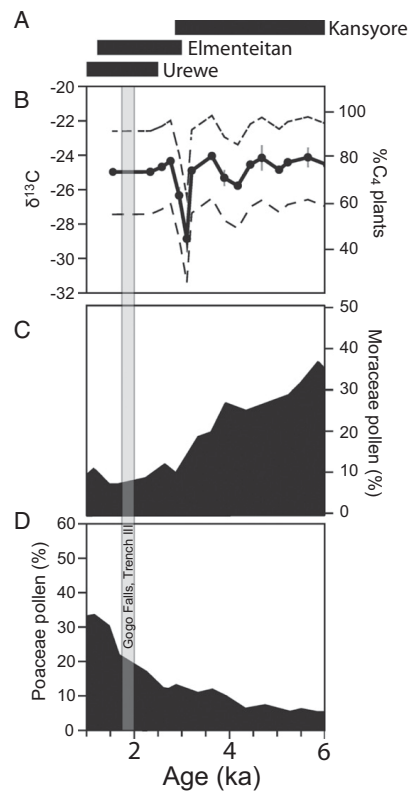 A
Kansyore
Elmenteitan
Urewe
B
-20
-22
-24
-26
-28
-30
-32
δ13C
100
80
60
40
%C4 plants
C
50
40
30
20
10
0
Moraceae pollen (%)
D
60
50
40
30
20
10
0
Poaceae pollen (%)
Gogo Falls, Trench III
2
4
6
Age (ka)